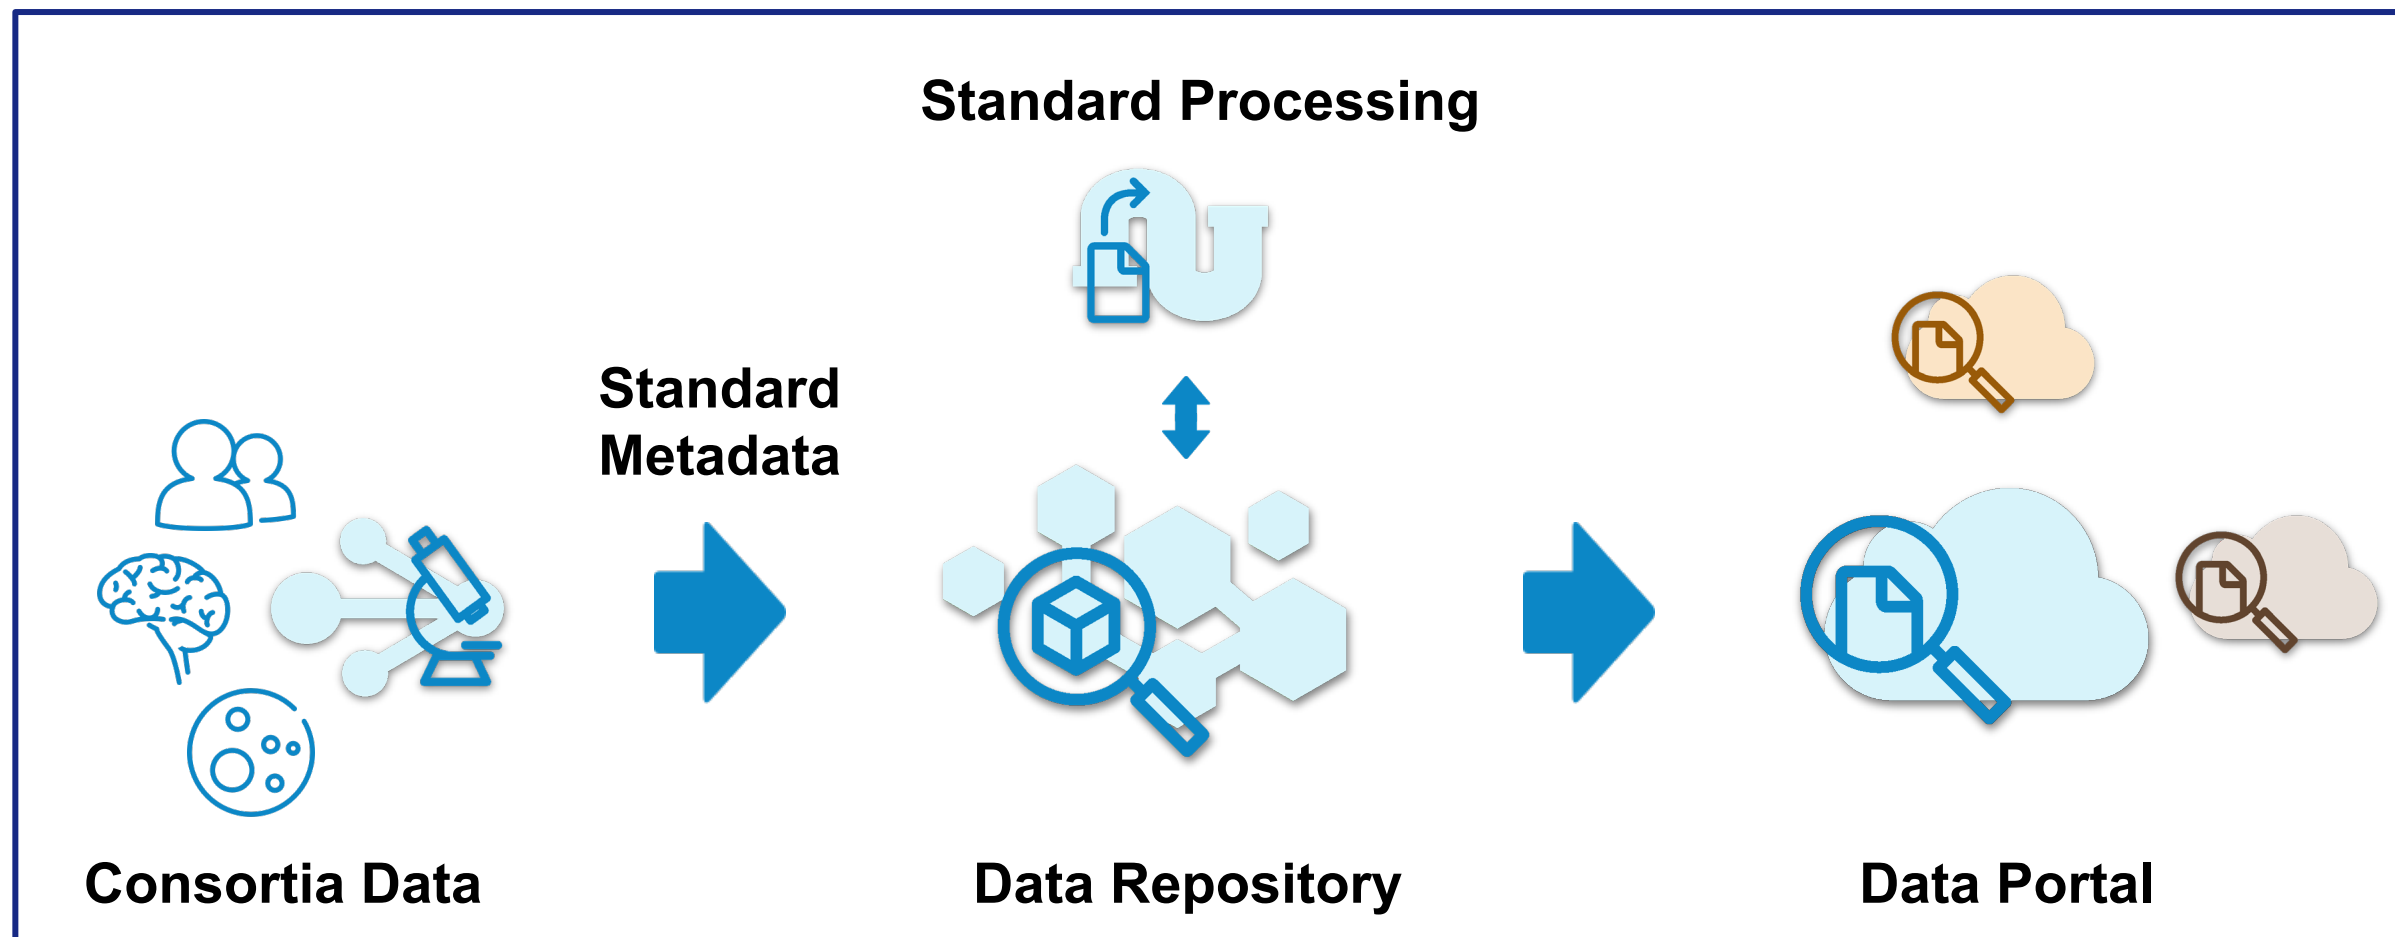 Standard Processing
Standard
Metadata
Consortia Data
Data Repository
Data Portal